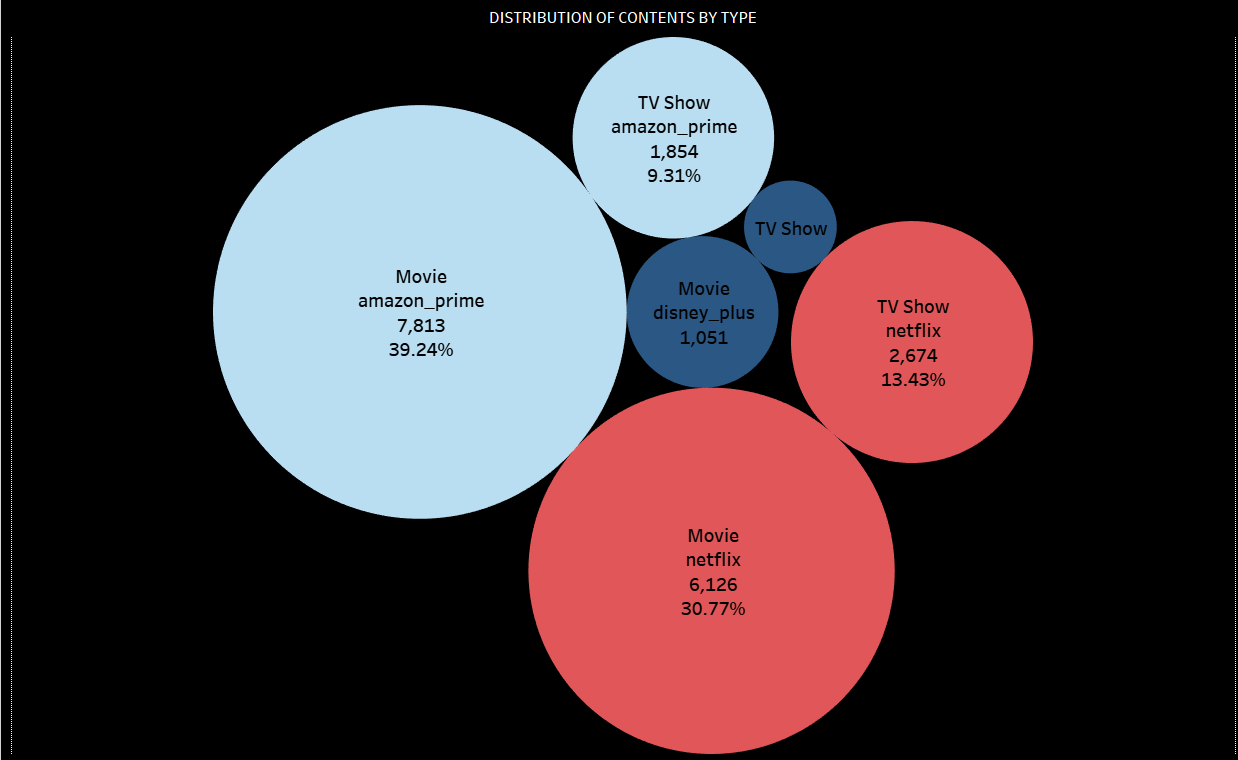 DISTRIBUTION OF CONTENTS BY TYPE
TV Show
amazon_prime
1,854
9.31%
TV Show
Movie
amazon_prime
7,813
39.24%
Movie
disney_plus
1,051
TV Show
netflix
2,674
13.43%
Movie
netflix
6,126
30.77%